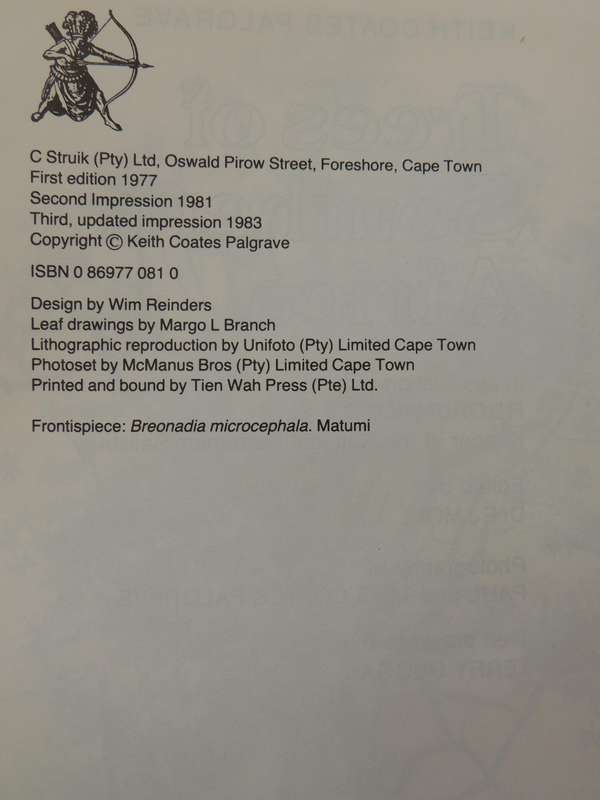 C Struik (Pty) Ltd, Oswald Pirow Street, Foreshore, Cape Town
First edition 1977
Second Impression 1981
Third, updated impression 1983
Copyright © Keith Coates Palgrave
ISBN 0 86977 081 0
Design by Wim Reinders
Leaf drawings by Margo L Branch
Lithographic reproduction by Unifoto (Pty) Limited Cape Town
Photoset by McManus Bros (Pty) Limited Cape Town
Printed and bound by Tien Wah Press (Pte) Ltd.
Frontispiece: Breonadia microcephala. Matumi